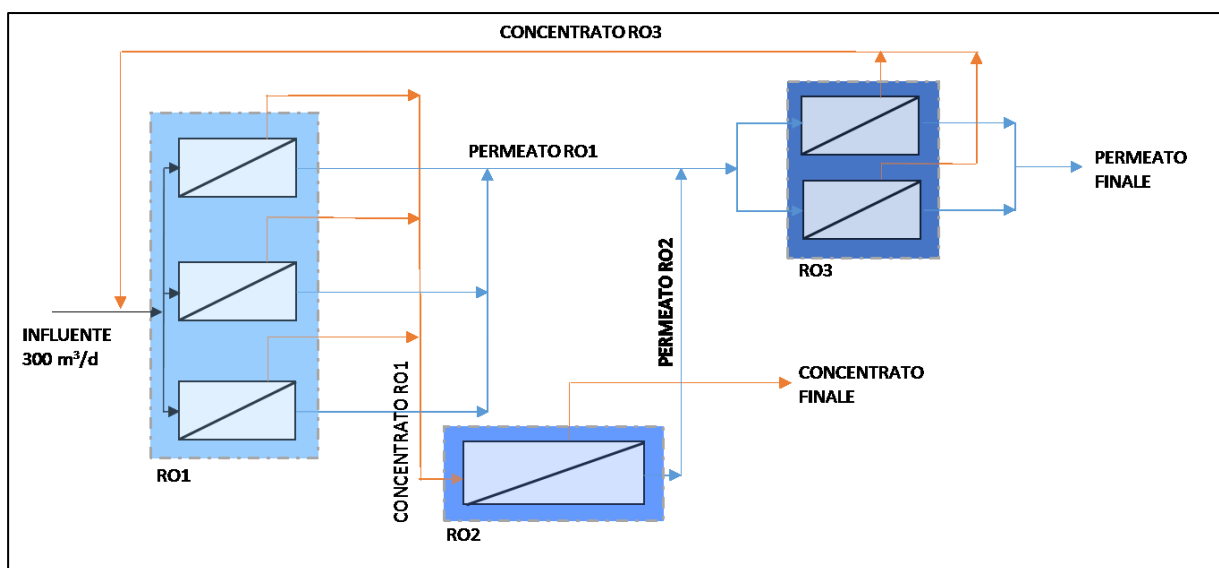 CONCENTRATO RO3
PERMEATO RO1
PERMEATO
FINALE
RO3
PERMEATO RO2
INFLUENTE
300 m³/d
CONCENTRATO RO1
CONCENTRATO
FINALE
RO1
RO2